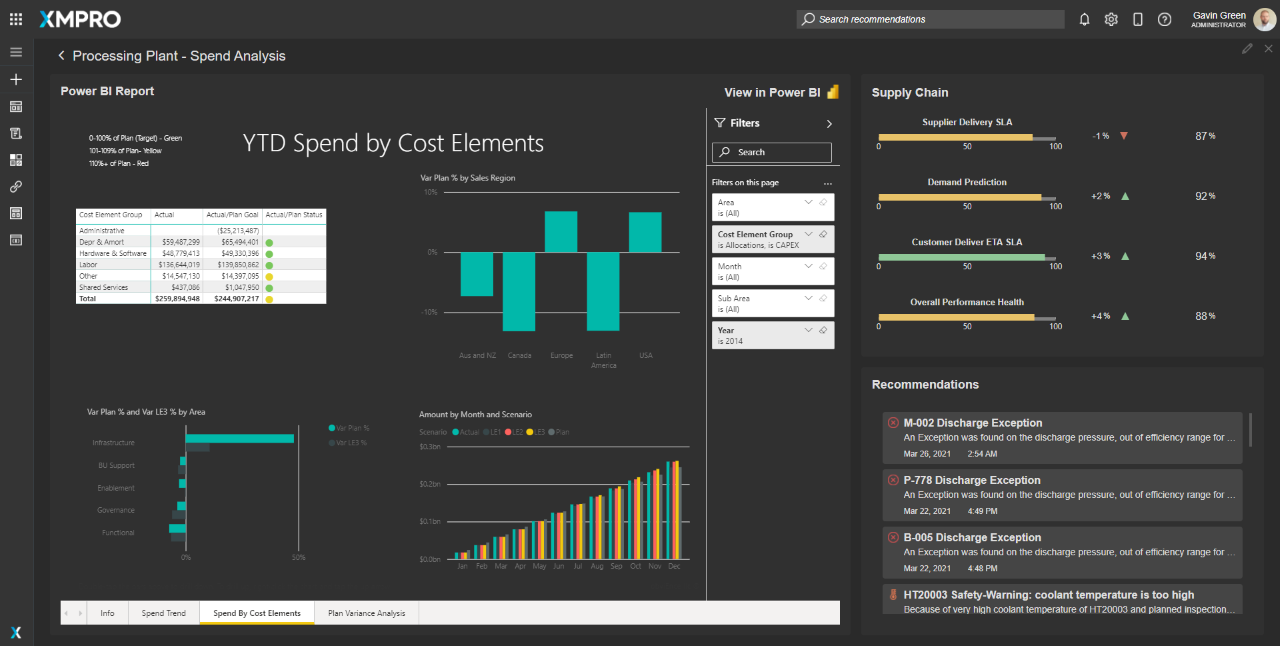 XMPRO
Search recommendations
Gavin Green
ADMINISTRATOR
Processing Plant - Spend Analysis
Power BI Report
View in Power BI
0-100% of Plan (Target) - Green
101-109% of Plan- Yellow
110%+ of Plan - Red
YTD Spend by Cost Elements
Cost Element Group Actual Actual/Plan Goal Actual/Plan Status
Administrative ($25,213,487)
Depr & Amort $59,487,299 $65,494,401
Hardware & Software $48,779,413 $49,330,396
Labor $136,644,019 $139,850,862
Other $14,547,130 $14,397,095
Shared Services $437,086 $1,047,950
Total $259,894,948 $244,907,217
Var Plan % by Sales Region
10%
0%
-10%
Aus and NZ Canada Europe Latin America USA
Var Plan % and Var LE3 % by Area
Var Plan %
Var LE3 %
Infrastructure
BU Support
Enablement
Governance
Functional
0% 50%
Amount by Month and Scenario
Scenario Actual LE1 LE2 LE3 Plan
$0.3bn
$0.2bn
$0.1bn
$0.0bn
Jan Feb Mar Apr May Jun Jul Aug Sep Oct Nov Dec
Filters
Search
Filters on this page
...
Area
is (All)
Cost Element Group
is Allocations, is CAPEX
Month
is (All)
Sub Area
is (All)
Year
is 2014
Info Spend Trend Spend By Cost Elements Plan Variance Analysis
Supply Chain
Supplier Delivery SLA
0 50 100
-1 % 87%
Demand Prediction
0 50 100
+2 % 92%
Customer Deliver ETA SLA
0 50 100
+3 % 94%
Overall Performance Health
0 50 100
+4 % 88%
Recommendations
M-002 Discharge Exception
An Exception was found on the discharge pressure, out of efficiency range for ...
Mar 26, 2021 2:54 AM
P-778 Discharge Exception
An Exception was found on the discharge pressure, out of efficiency range for ...
Mar 22, 2021 4:49 PM
B-005 Discharge Exception
An Exception was found on the discharge pressure, out of efficiency range for ...
Mar 22, 2021 4:48 PM
HT20003 Safety-Warning: coolant temperature is too high
Because of very high coolant temperature of HT20003 and planned inspection...